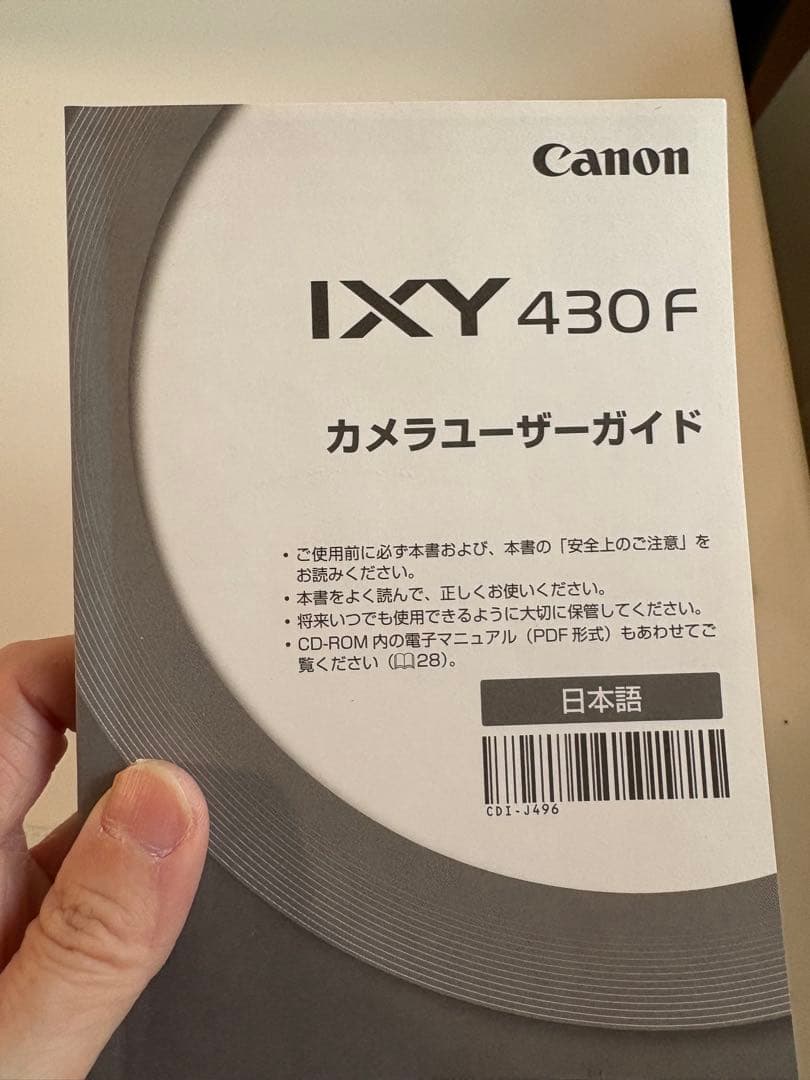 Canon
IXY 430F
カメラユーザーガイド
・ご使用前に必ず本書および、本書の「安全上のご注意」を
お読みください。
・本書をよく読んで、正しくお使いください。
・将来いつでも使用できるように大切に保管してください。
・CD-ROM 内の電子マニュアル（PDF 形式）もあわせてご
覧ください（📖28）。
日本語
CDI-J496